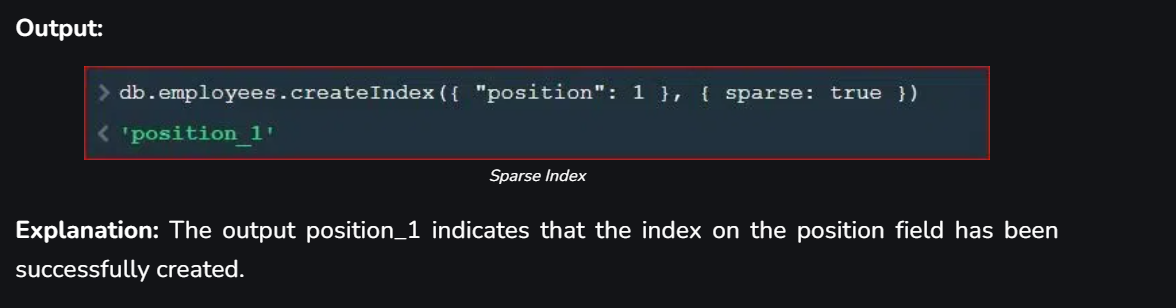 Output:
> db.employees.createIndex({ "position": 1 }, { sparse: true })
< 'position_1'
Sparse Index
Explanation: The output position_1 indicates that the index on the position field has been
successfully created.